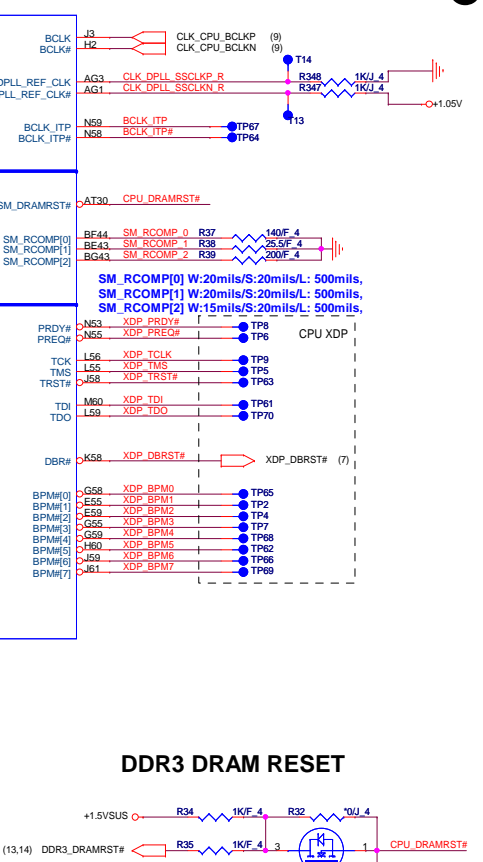 BCLK J3 CLK_CPU_BCLKP (9)
BCLK# H2 CLK_CPU_BCLKN (9)
T14
DPLL_REF_CLK AG3 CLK_DPLL_SSCLKP_R R348 1K/J_4
DPLL_REF_CLK# AG1 CLK_DPLL_SSCLKN_R R347 1K/J_4
+1.05V
T13
BCLK_ITP N59 BCLK_ITP TP67
BCLK_ITP# N58 BCLK_ITP# TP64
SM_DRAMRST# AT30 CPU_DRAMRST#
SM_RCOMP[0] BF44 SM_RCOMP_0 R37 140/F_4
SM_RCOMP[1] BE43 SM_RCOMP_1 R38 25.5/F_4
SM_RCOMP[2] BG43 SM_RCOMP_2 R39 200/F_4
SM_RCOMP[0] W:20mils/S:20mils/L: 500mils,
SM_RCOMP[1] W:20mils/S:20mils/L: 500mils,
SM_RCOMP[2] W:15mils/S:20mils/L: 500mils,
PRDY# N53 XDP_PRDY# TP8 CPU XDP
PREQ# N55 XDP_PREQ# TP6
TCK L56 XDP_TCLK TP9
TMS L55 XDP_TMS TP5
TRST# J58 XDP_TRST# TP63
TDI M60 XDP_TDI TP61
TDO L59 XDP_TDO TP70
DBR# K58 XDP_DBRST# XDP_DBRST# (7)
BPM#[0] G58 XDP_BPM0 TP65
BPM#[1] E55 XDP_BPM1 TP2
BPM#[2] E59 XDP_BPM2 TP4
BPM#[3] G55 XDP_BPM3 TP7
BPM#[4] G59 XDP_BPM4 TP68
BPM#[5] H60 XDP_BPM5 TP62
BPM#[6] J59 XDP_BPM6 TP66
BPM#[7] J61 XDP_BPM7 TP69
DDR3 DRAM RESET
+1.5VSUS R34 1K/F_4 R32 *0/J_4
(13,14) DDR3_DRAMRST# R35 1K/F_4 3 1 CPU_DRAMRST#